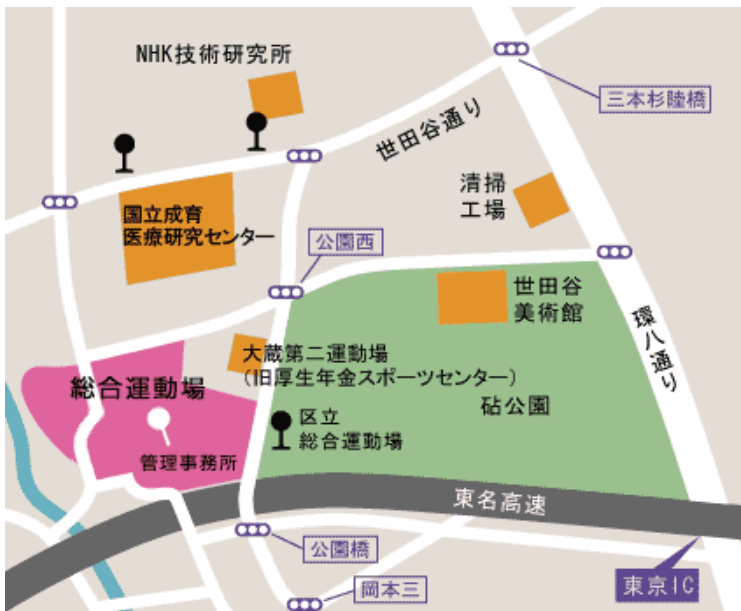 NHK技術研究所
三本杉陸橋
世田谷通り
清掃
工場
国立成育
医療研究センター
公園西
世田谷
美術館
環八通り
大蔵第二運動場
（旧厚生年金スポーツセンター）
総合運動場
砧公園
区立
総合運動場
管理事務所
東名高速
公園橋
岡本三
東京IC